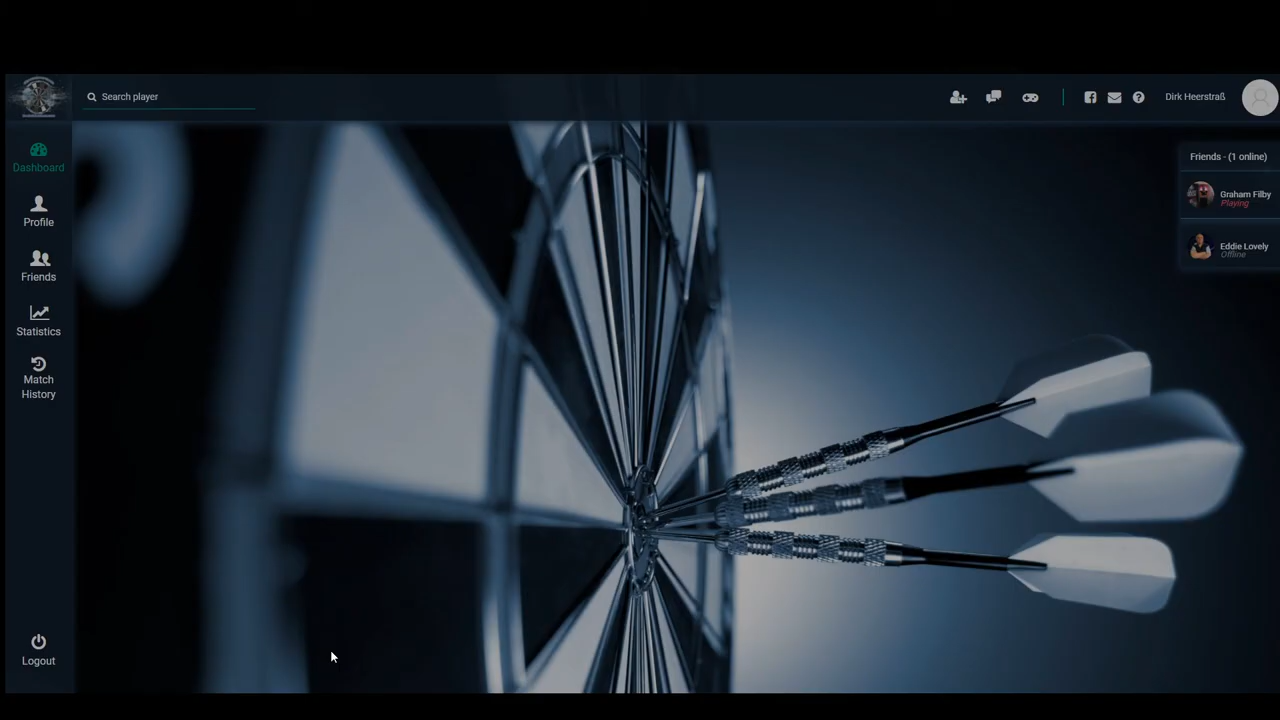 Search player
Dirk Heerstraß
Dashboard
Profile
Friends
Statistics
Match
History
Logout
Friends - (1 online)
Graham Filby
Playing
Eddie Lovely
Offline